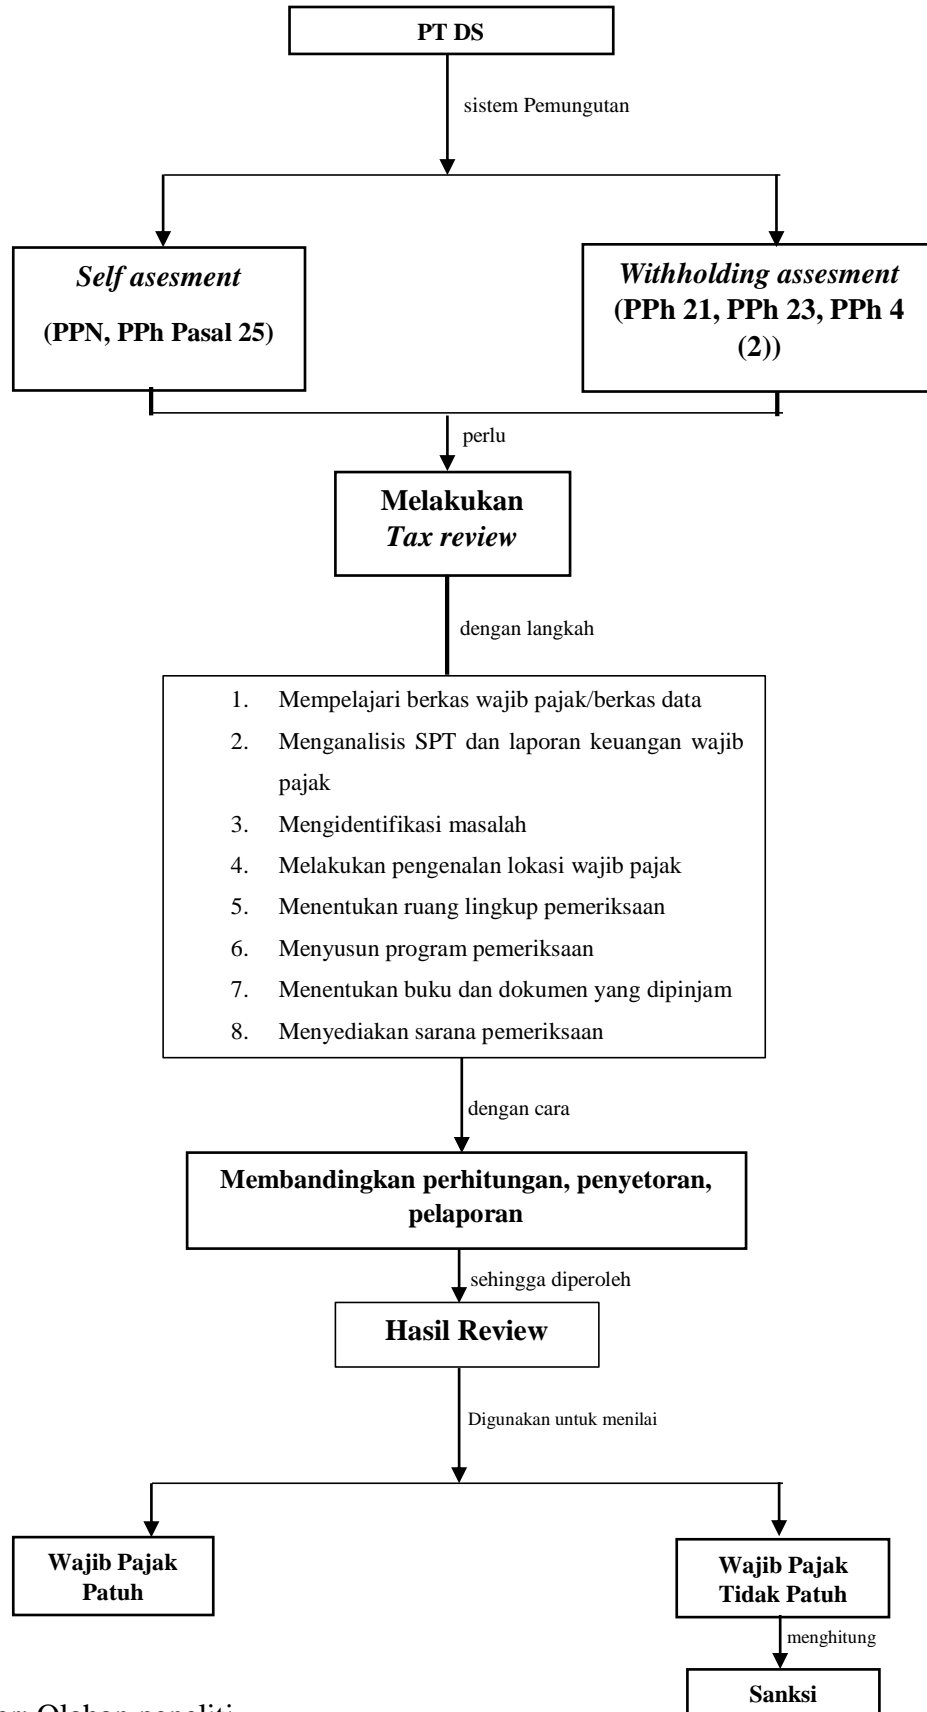 PT DS
sistem Pemungutan
Self asesment
(PPN, PPh Pasal 25)
Withholding assesment
(PPh 21, PPh 23, PPh 4
(2))
perlu
Melakukan
Tax review
dengan langkah
1. Mempelajari berkas wajib pajak/berkas data
2. Menganalisis SPT dan laporan keuangan wajib
pajak
3. Mengidentifikasi masalah
4. Melakukan pengenalan lokasi wajib pajak
5. Menentukan ruang lingkup pemeriksaan
6. Menyusun program pemeriksaan
7. Menentukan buku dan dokumen yang dipinjam
8. Menyediakan sarana pemeriksaan
dengan cara
Membandingkan perhitungan, penyetoran,
pelaporan
sehingga diperoleh
Hasil Review
Digunakan untuk menilai
Wajib Pajak
Patuh
Wajib Pajak
Tidak Patuh
menghitung
Sanksi
Olahan peneliti